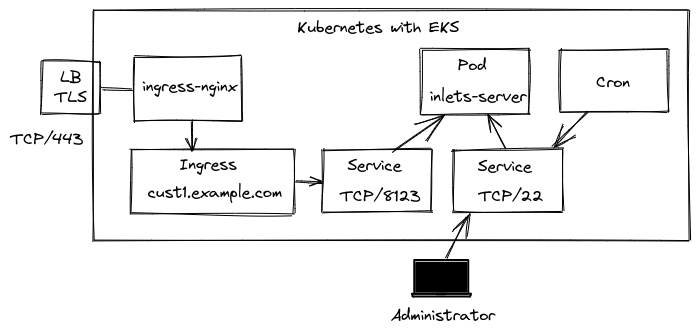 Kubernetes with EKS
LB
TLS
TCP/443
ingress-nginx
Pod
inlets-server
Cron
Ingress
cust1.example.com
Service
TCP/8123
Service
TCP/22
Administrator